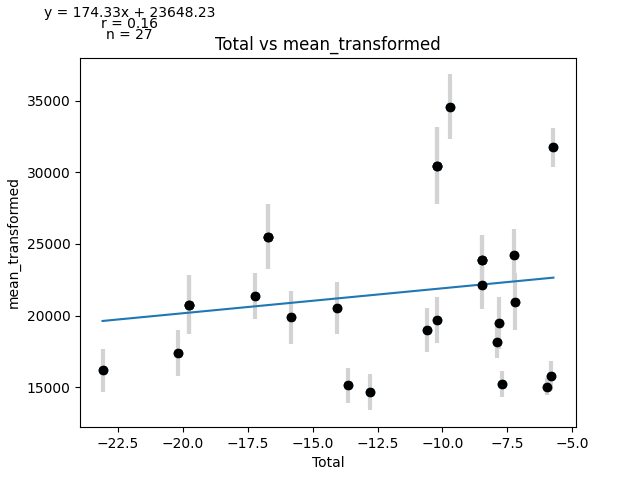 y = 174.33x + 23648.23
r = 0.16
n = 27
Total vs mean_transformed
35000
30000
25000
20000
15000
mean_transformed
−22.5 −20.0 −17.5 −15.0 −12.5 −10.0 −7.5 −5.0
Total